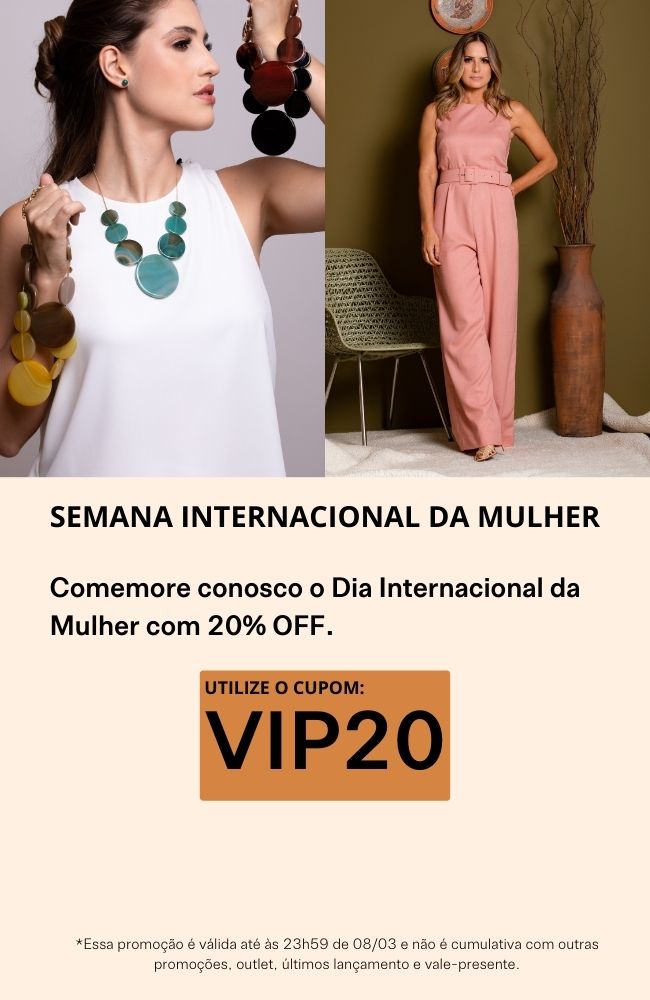 SEMANA INTERNACIONAL DA MULHER
Comemore conosco o Dia Internacional da
Mulher com 20% OFF.
UTILIZE O CUPOM:
VIP20
*Essa promoção é válida até às 23h59 de 08/03 e não é cumulativa com outras
promoções, outlet, últimos lançamento e vale-presente.